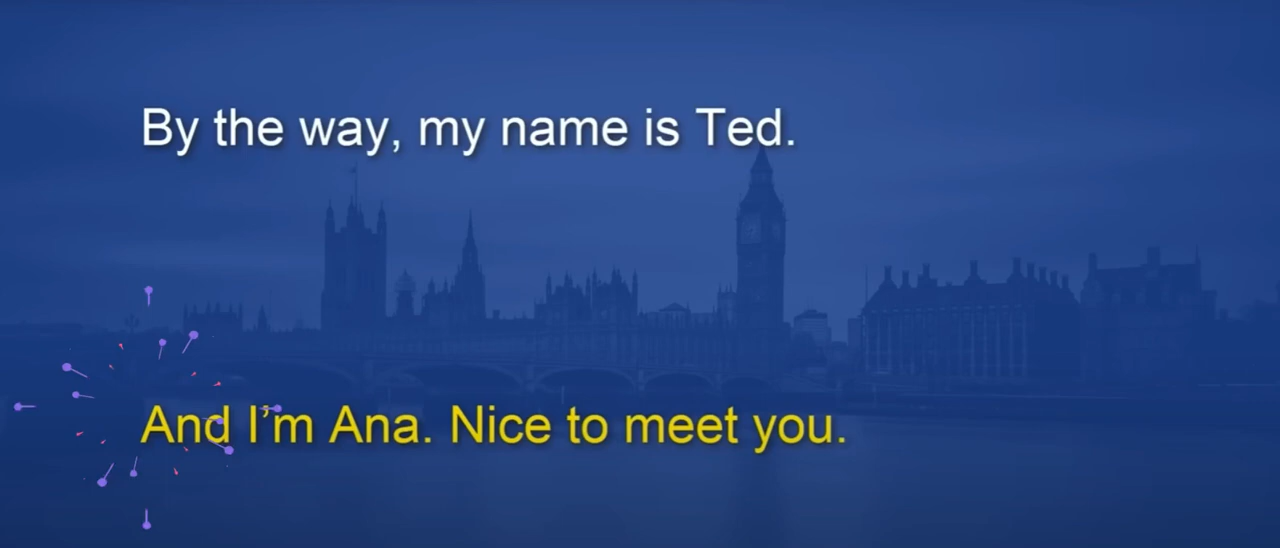 By the way, my name is Ted.
And I’m Ana. Nice to meet you.